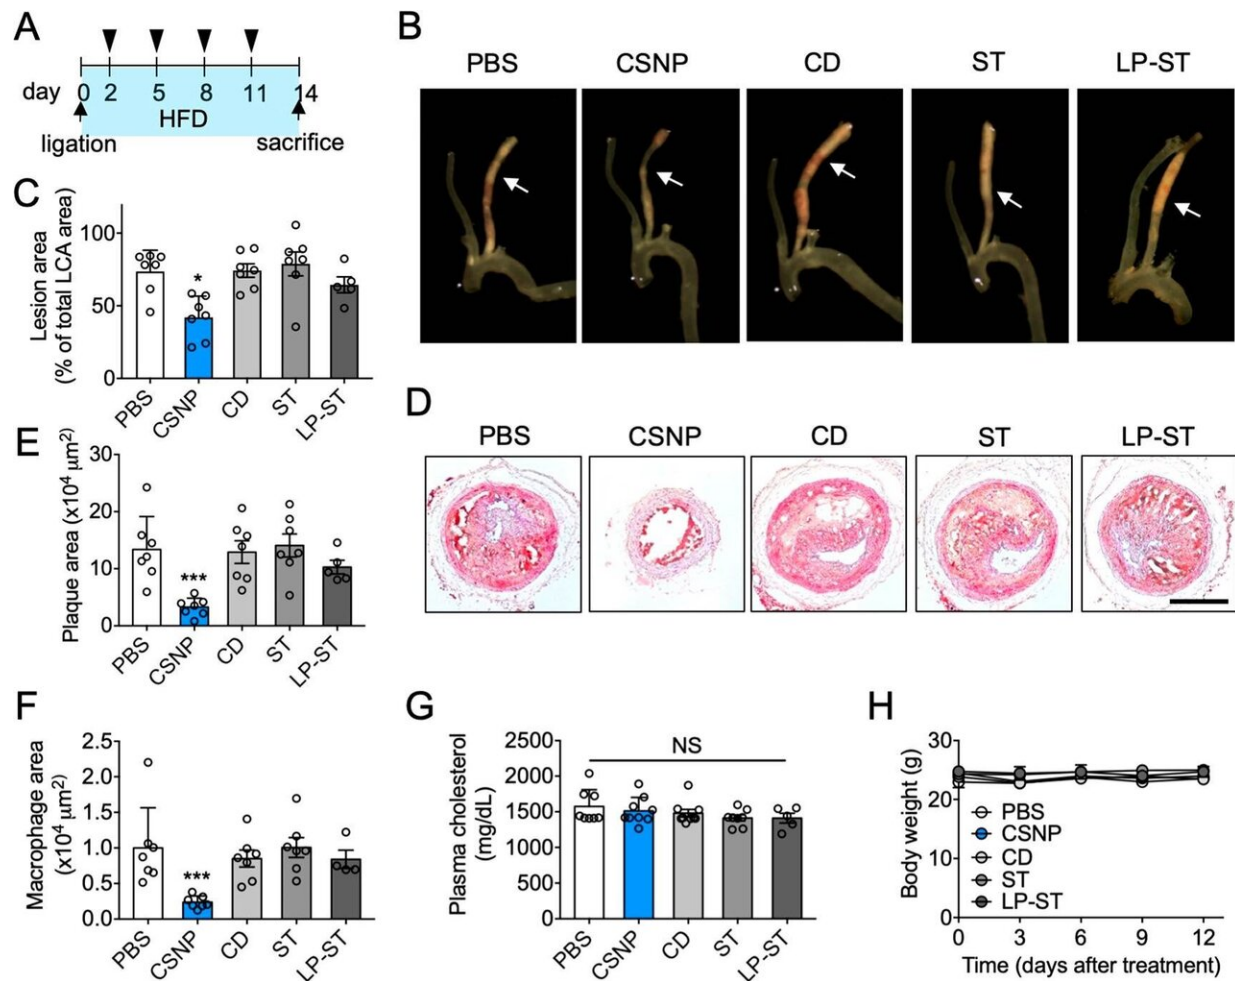 A
day
0 2 5 8 11 14
HFD
ligation
sacrifice
B
PBS CSNP CD ST LP-ST
C
Lesion area
(% of total LCA area)
100
50
0
*
PBS CSNP CD ST LP-ST
D
PBS CSNP CD ST LP-ST
E
Plaque area (x10⁴ μm²)
30
20
10
0
***
PBS CSNP CD ST LP-ST
F
Macrophage area
(x10⁴ μm²)
2.5
2.0
1.5
1.0
0.5
0.0
***
PBS CSNP CD ST LP-ST
G
Plasma cholesterol
(mg/dL)
2500
2000
1500
1000
500
0
NS
PBS CSNP CD ST LP-ST
H
Body weight (g)
30
20
10
0
PBS
CSNP
CD
ST
LP-ST
0 3 6 9 12
Time (days after treatment)